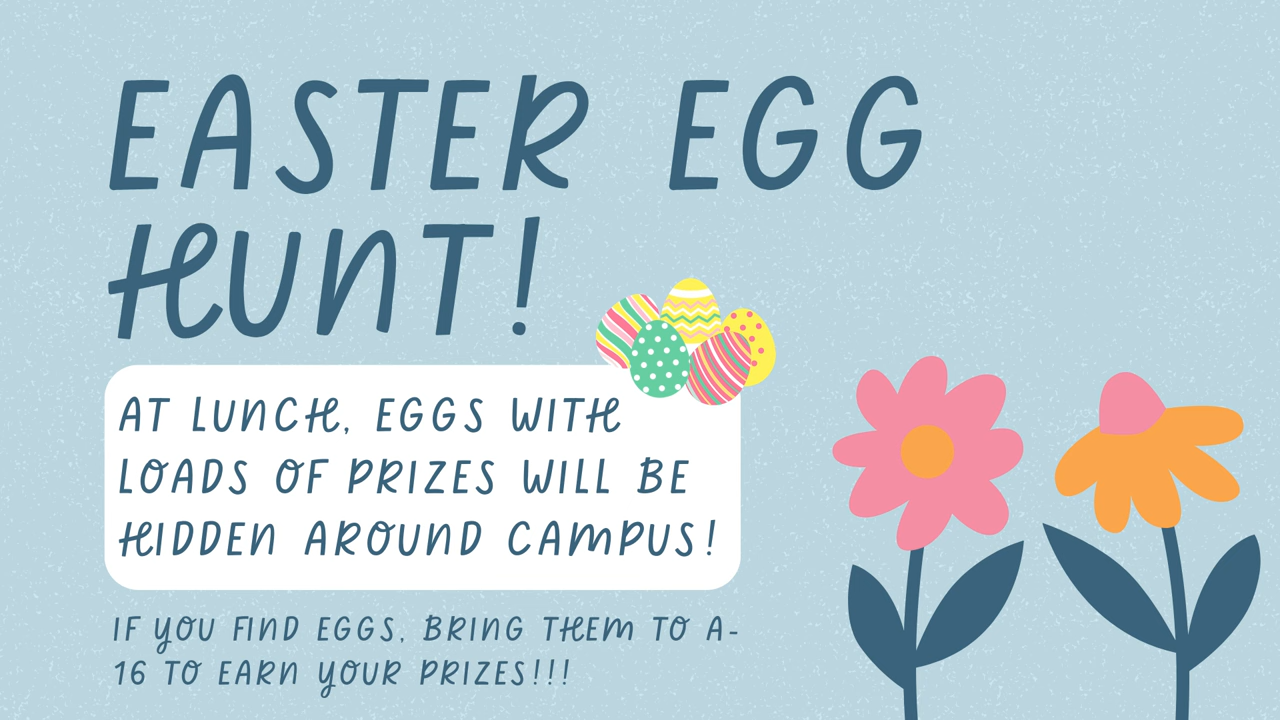 EASTER EGG
HUNT!
AT LUNCH, EGGS WITH
LOADS OF PRIZES WILL BE
HIDDEN AROUND CAMPUS!
IF YOU FIND EGGS, BRING THEM TO A-
16 TO EARN YOUR PRIZES!!!